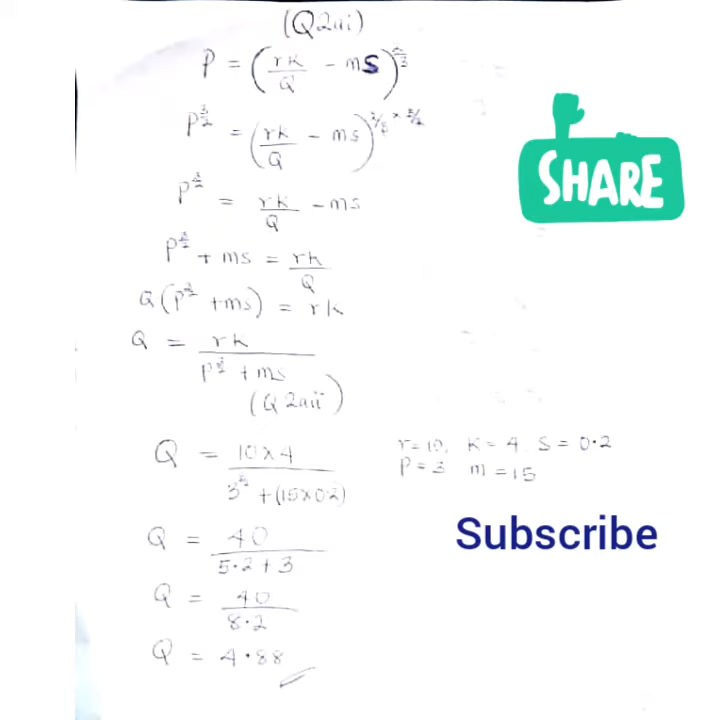 (Q2ai)
P = (rk/Q - ms)^2/3
P^3/2 = (rk/Q - ms)^2/3 × 3/2
P^3/2 = rk/Q - ms
P^3/2 + ms = rk/Q
Q(P^3/2 + ms) = rk
Q = rk/(P^3/2 + ms)
(Q 2aii)
Q = 10×4/(3^3/2 + (15×0.2))
r=10, K = 4, S = 0.2
P = 3 m = 15
Q = 40/(5.2 + 3)
Q = 40/8.2
Q = 4.88
SHARE
Subscribe